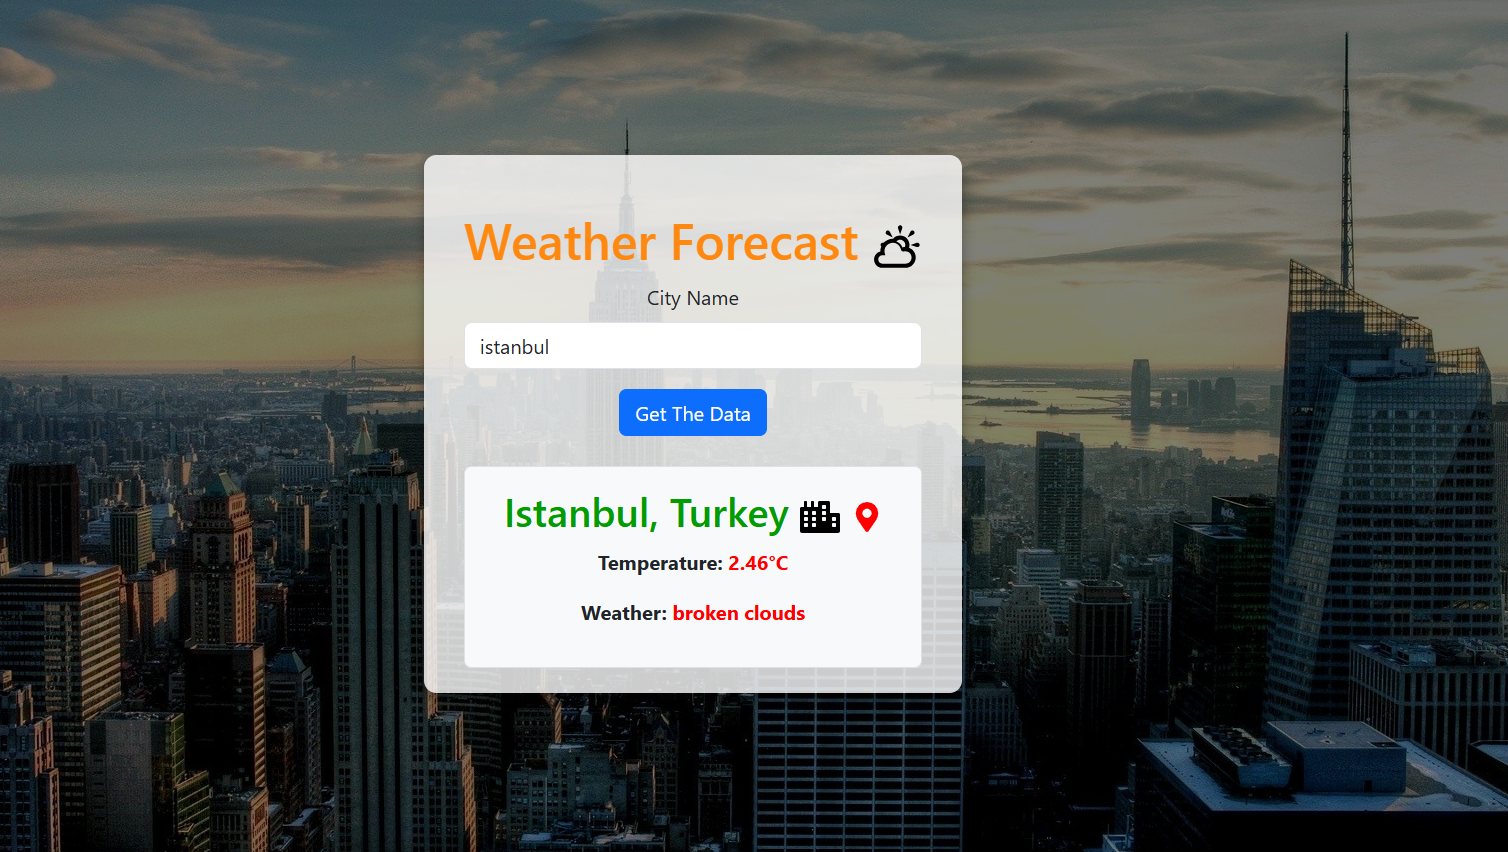 Weather Forecast
City Name
istanbul
Get The Data
Istanbul, Turkey
Temperature: 2.46°C
Weather: broken clouds